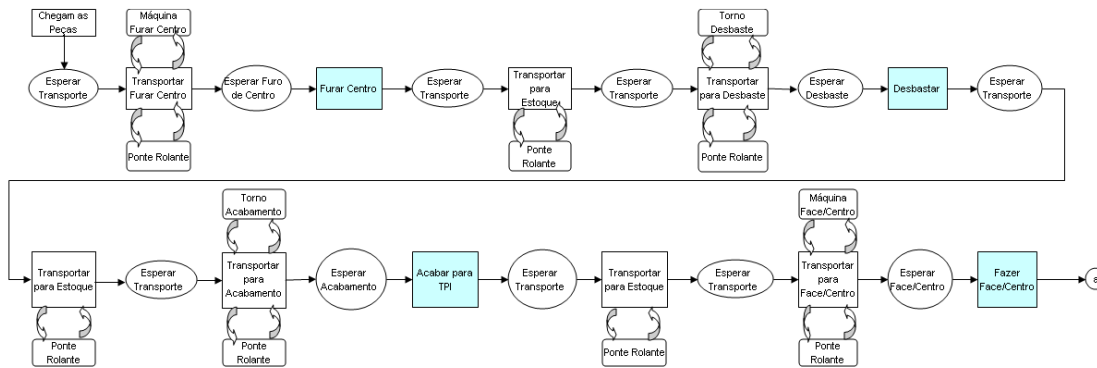 Chegam as
Peças
Máquina
Furar Centro
Esperar
Transporte
Transportar
Furar Centro
Ponte Rolante
Esperar Furo
de Centro
Furar Centro
Esperar
Transporte
Transportar
para
Estoque
Ponte
Rolante
Esperar
Transporte
Torno
Desbaste
Transportar
para Desbaste
Ponte Rolante
Esperar
Desbaste
Desbastar
Esperar
Transporte
Transportar
para Estoque
Ponte
Rolante
Esperar
Transporte
Torno
Acabamento
Transportar
para
Acabamento
Ponte
Rolante
Esperar
Acabamento
Acabar para
TPI
Esperar
Transporte
Transportar
para Estoque
Ponte Rolante
Esperar
Transporte
Máquina
Face/Centro
Transportar
para
Face/Centro
Ponte
Rolante
Esperar
Face/Centro
Fazer
Face/Centro
a